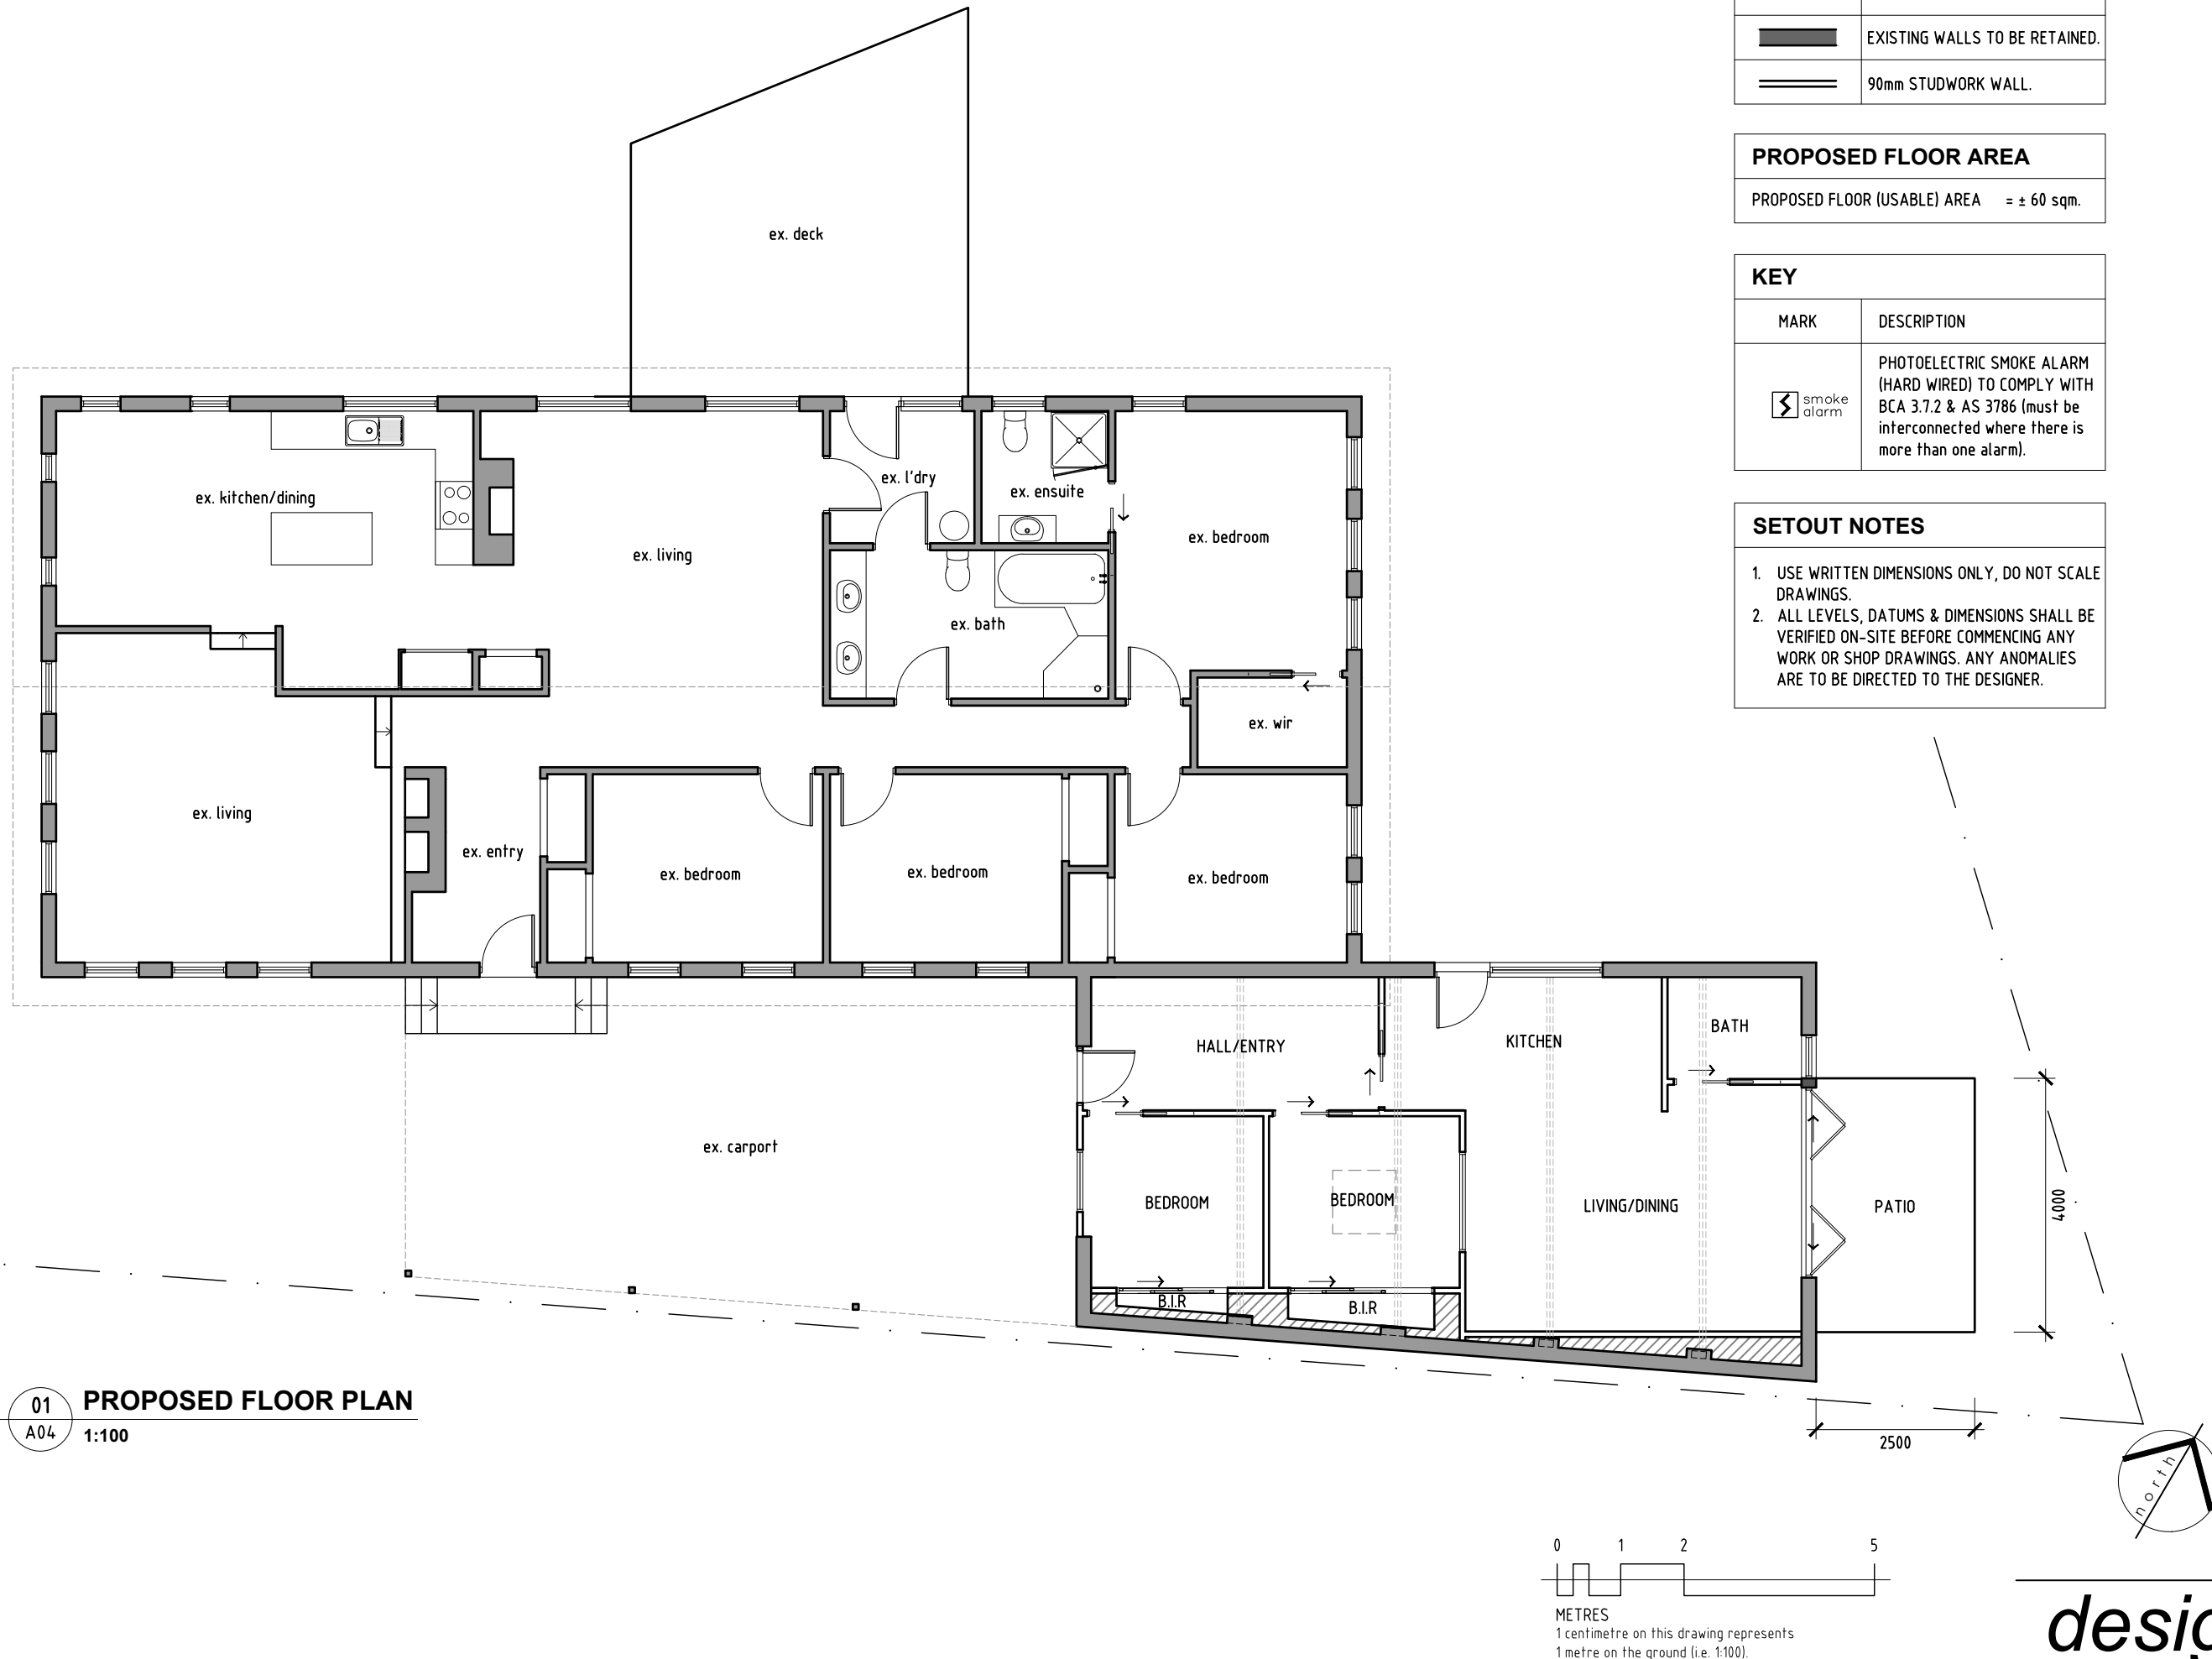 EXISTING WALLS TO BE RETAINED.
90mm STUDWORK WALL.
PROPOSED FLOOR AREA
PROPOSED FLOOR (USABLE) AREA = ± 60 sqm.
KEY
MARK DESCRIPTION
smoke
alarm
PHOTOELECTRIC SMOKE ALARM
(HARD WIRED) TO COMPLY WITH
BCA 3.7.2 & AS 3786 (must be
interconnected where there is
more than one alarm).
SETOUT NOTES
1. USE WRITTEN DIMENSIONS ONLY, DO NOT SCALE
DRAWINGS.
2. ALL LEVELS, DATUMS & DIMENSIONS SHALL BE
VERIFIED ON-SITE BEFORE COMMENCING ANY
WORK OR SHOP DRAWINGS. ANY ANOMALIES
ARE TO BE DIRECTED TO THE DESIGNER.
ex. deck
ex. kitchen/dining
ex. living
ex. l'dry
ex. ensuite
ex. bedroom
ex. bath
ex. wir
ex. living
ex. entry
ex. bedroom
ex. bedroom
ex. bedroom
HALL/ENTRY
KITCHEN
BATH
ex. carport
BEDROOM
BEDROOM
LIVING/DINING
PATIO
4000
B.I.R
B.I.R
2500
01
A04
PROPOSED FLOOR PLAN
1:100
north
0 1 2 5
METRES
1 centimetre on this drawing represents
1 metre on the ground (i.e. 1:100).